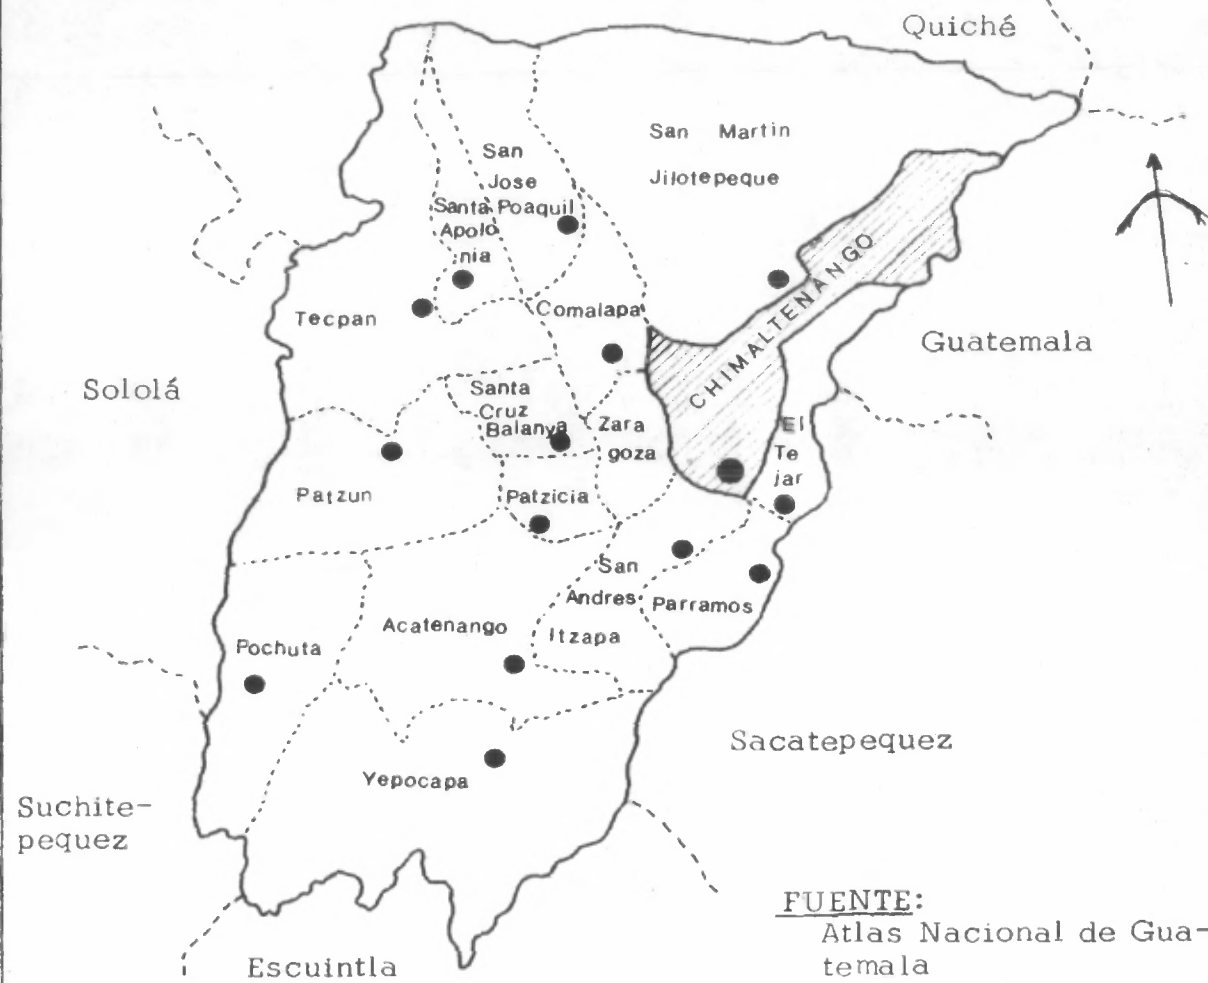 Quiché
San Martin
Jilotepeque
San
Jose
Poaquil
Santa
Apolo
nia
CHIMALTENANGO
Tecpan
Comalapa
Guatemala
Sololá
Santa
Cruz
Balanya
Zara
goza
El
Te
jar
Patzun
Patzicia
San
Andres
Itzapa
Parramos
Acatenango
Pochuta
Sacatepequez
Yepocapa
Suchite-
pequez
FUENTE:
Atlas Nacional de Gua-
temala
Escuintla